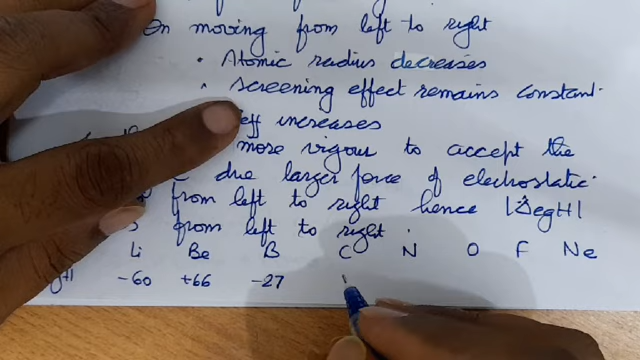 On moving from left to right
· Atomic radius decreases
· Screening effect remains constant.
eff increases
more vigour to accept the
due larger force of electrostatic
from left to right hence |ΔegH|
from left to right.
Li Be B C N O F Ne
-60 +66 -27